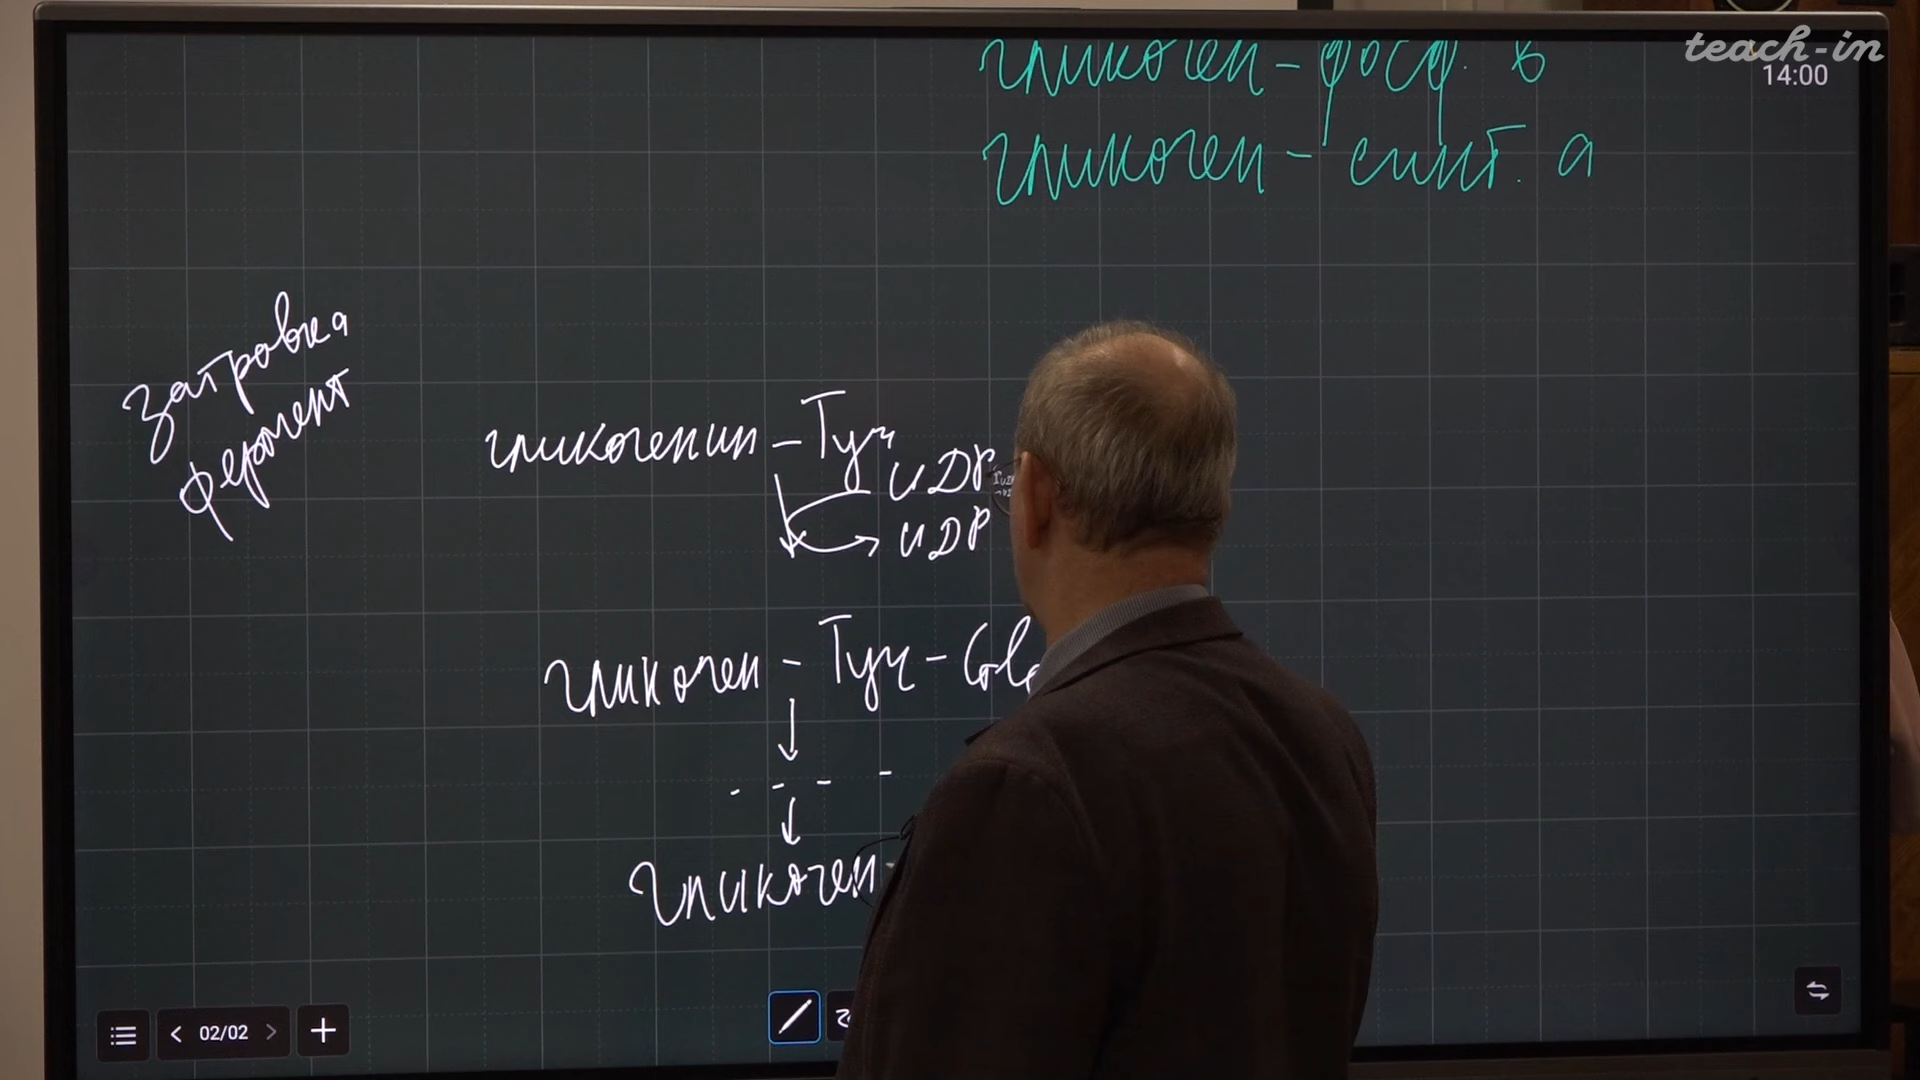 teach-in
14:00
гликоген - фосф. b
гликоген - синт. a
затравка
фермент
гликогенин - Tyr
UDP
UDP
гликоген - Tyr - Glc
гликоген
02/02